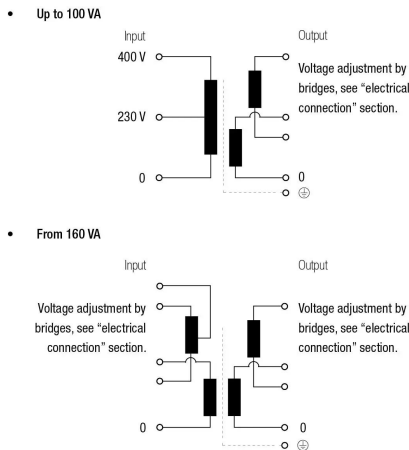 • Up to 100 VA
Input
Output
400 V
Voltage adjustment by
bridges, see “electrical
connection” section.
230 V
0
0
• From 160 VA
Input
Output
Voltage adjustment by
bridges, see “electrical
connection” section.
Voltage adjustment by
bridges, see “electrical
connection” section.
0
0